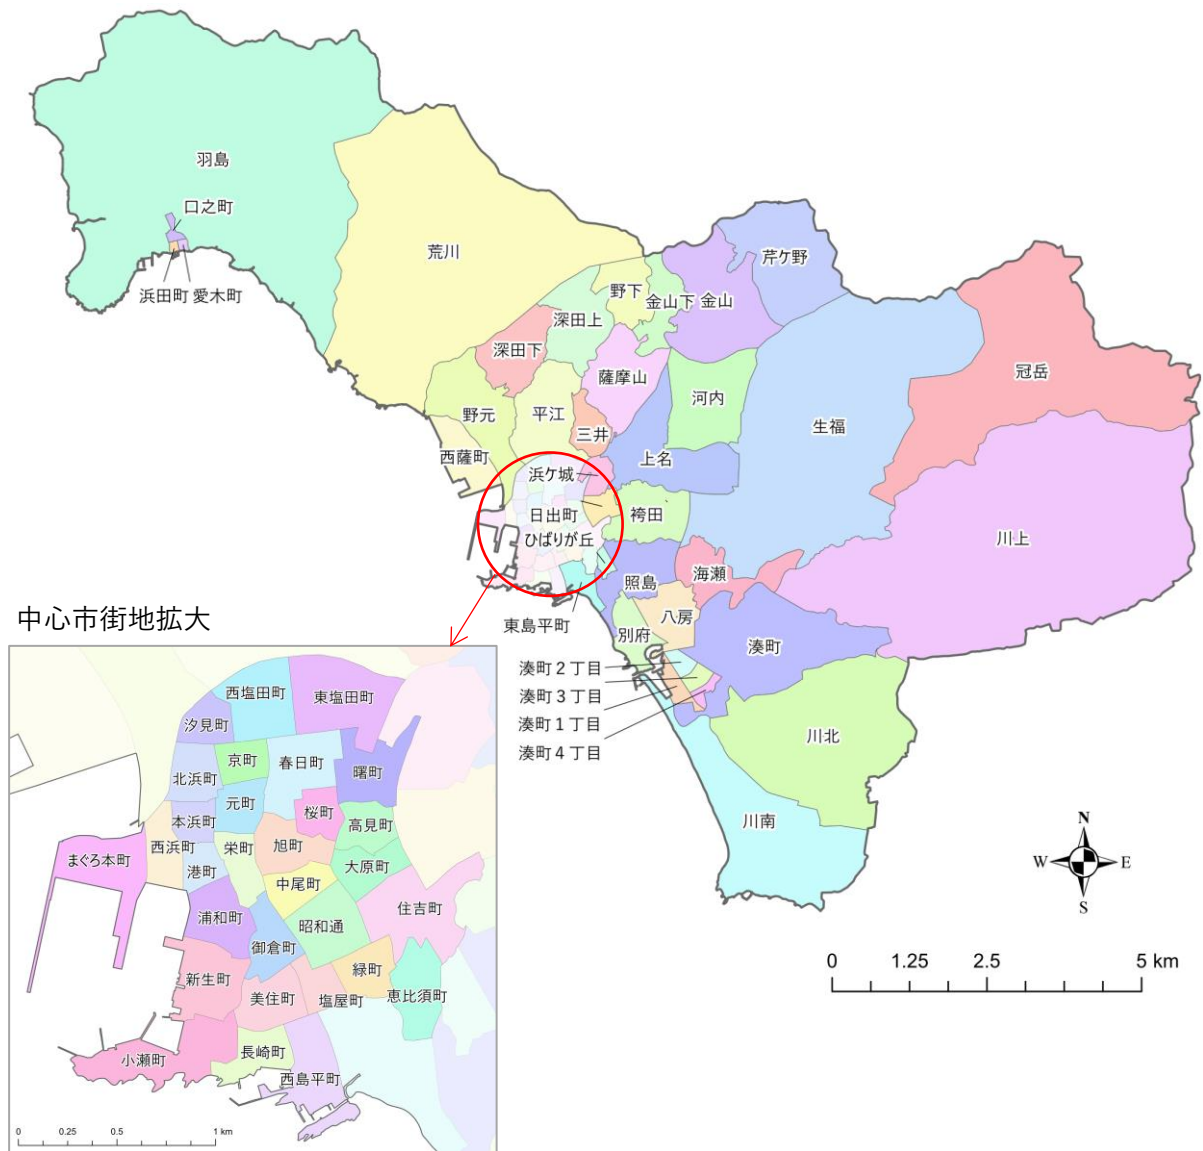 羽島
口之町
浜田町
愛木町
荒川
芹ケ野
野下
金山下
金山
深田上
深田下
薩摩山
冠岳
河内
野元
平江
三井
生福
西薩町
上名
浜ケ城
日出町
袴田
ひばりが丘
川上
照島
海瀬
東島平町
八房
別府
湊町
湊町２丁目
湊町３丁目
湊町１丁目
湊町４丁目
川北
川南
N
W
E
S
0
1.25
2.5
5 km
中心市街地拡大
西塩田町
東塩田町
汐見町
京町
春日町
曙町
北浜町
元町
桜町
本浜町
高見町
西浜町
栄町
旭町
まぐろ本町
港町
大原町
中尾町
住吉町
浦和町
昭和通
御倉町
緑町
新生町
美住町
塩屋町
恵比須町
長崎町
小瀬町
西島平町
0
0.25
0.5
1 km